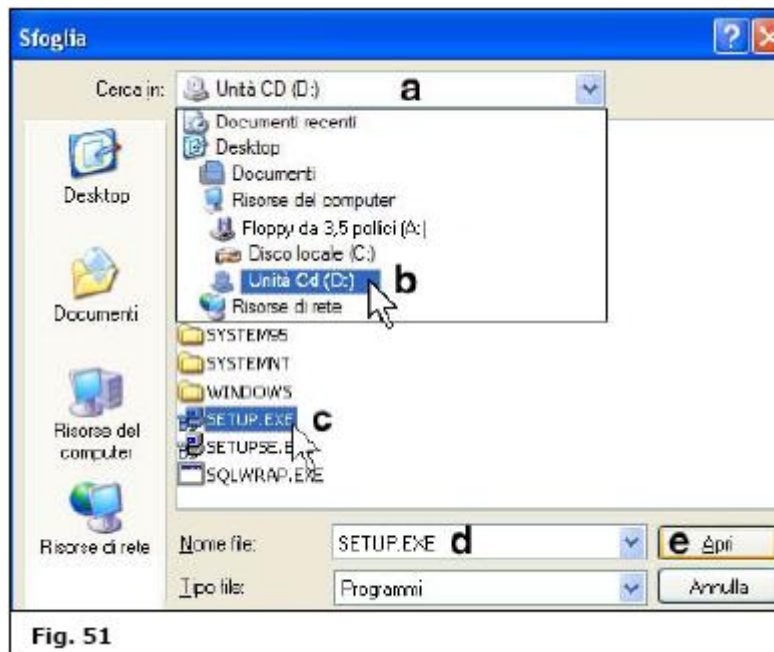 Sfoglia
Cerca in: Unità CD (D:) a
Documenti recenti
Desktop
Documenti
Risorse del computer
Floppy da 3,5 pollici (A:)
Disco locale (C:)
Unità Cd (D:) b
Risorse di rete
Desktop
Documenti
Risorse del computer
Risorse di rete
SYSTEM95
SYSTEMNT
WINDOWS
SETUP.EXE c
SETUPSE.E
SQLWRAP.EXE
Nome file: SETUP.EXE d e Apri
Tipo file: Programmi Annulla
Fig. 51